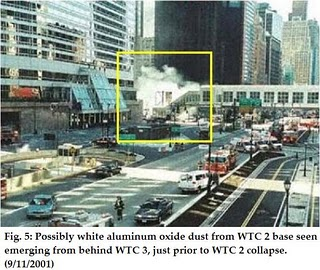 Fig. 5: Possibly white aluminum oxide dust from WTC 2 base seen
emerging from behind WTC 3, just prior to WTC 2 collapse.
(9/11/2001)